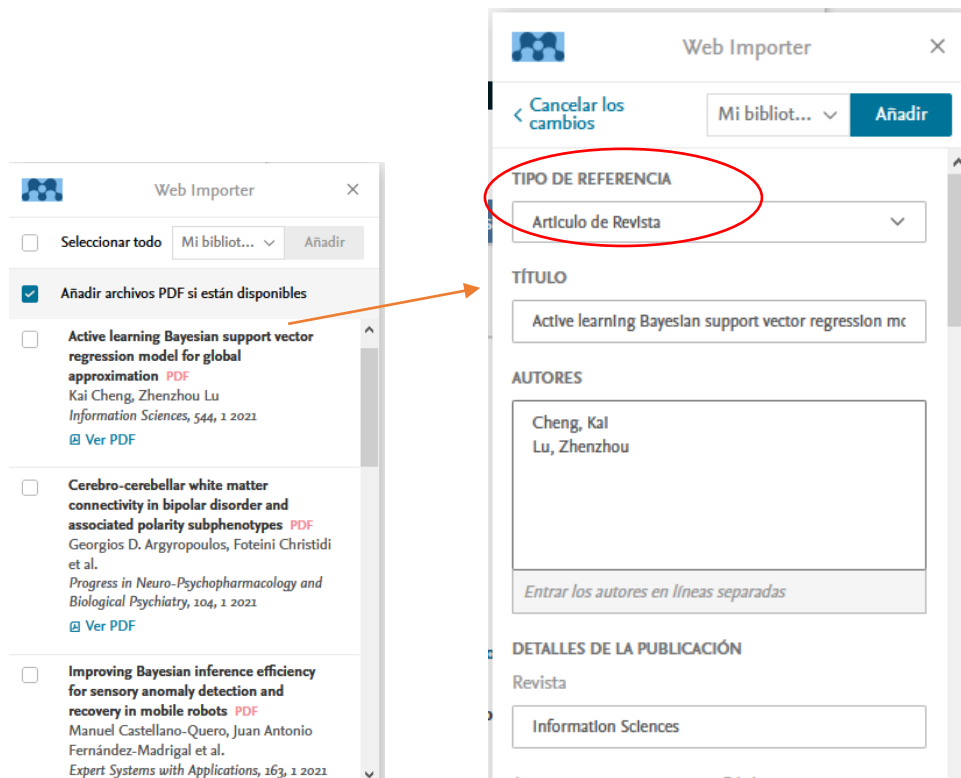 Web Importer
Seleccionar todo
Mi bibliot...
Añadir
Añadir archivos PDF si están disponibles
Active learning Bayesian support vector
regression model for global
approximation PDF
Kai Cheng, Zhenzhou Lu
Information Sciences, 544, 1 2021
Ver PDF
Cerebro-cerebellar white matter
connectivity in bipolar disorder and
associated polarity subphenotypes PDF
Georgios D. Argyropoulos, Foteini Christidi
et al.
Progress in Neuro-Psychopharmacology and
Biological Psychiatry, 104, 1 2021
Ver PDF
Improving Bayesian inference efficiency
for sensory anomaly detection and
recovery in mobile robots PDF
Manuel Castellano-Quero, Juan Antonio
Fernández-Madrigal et al.
Expert Systems with Applications, 163, 1 2021
Web Importer
Cancelar los
cambios
Mi bibliot...
Añadir
TIPO DE REFERENCIA
Artículo de Revista
TÍTULO
Active learning Bayesian support vector regression mc
AUTORES
Cheng, Kai
Lu, Zhenzhou
Entrar los autores en líneas separadas
DETALLES DE LA PUBLICACIÓN
Revista
Information Sciences